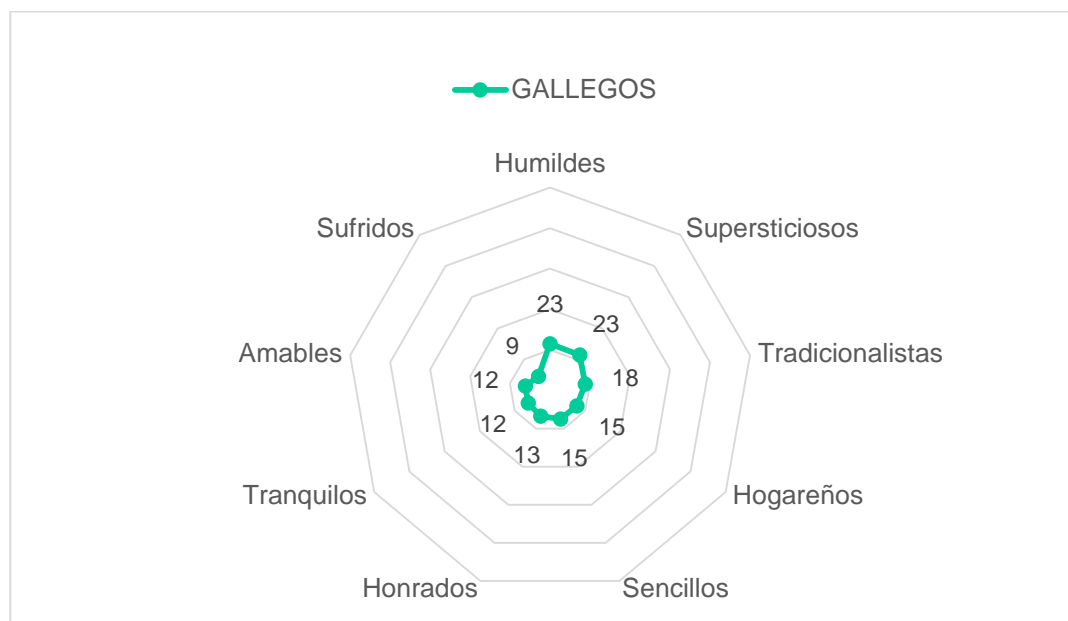 GALLEGOS
Humildes
Sufridos
Supersticiosos
23
23
9
Amables
Tradicionalistas
12
18
12
15
13
15
Tranquilos
Hogareños
Honrados
Sencillos